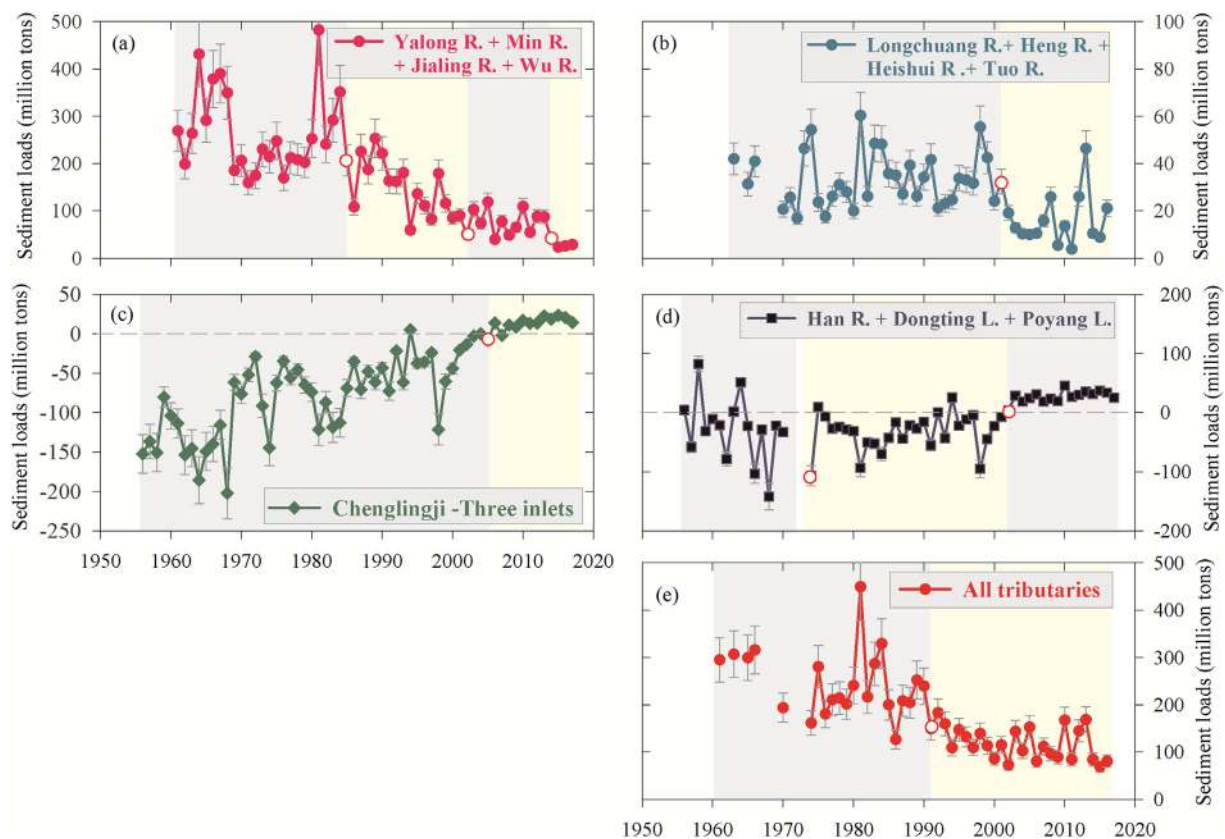 (a)
Yalong R. + Min R.
+ Jialing R. + Wu R.
Sediment loads (million tons)
500
400
300
200
100
0
(b)
Longchuang R.+ Heng R. +
Heishui R .+ Tuo R.
100
80
60
40
20
0
Sediment loads (million tons)
(c)
Chenglingji -Three inlets
Sediment loads (million tons)
50
0
-50
-100
-150
-200
-250
1950 1960 1970 1980 1990 2000 2010 2020
(d)
Han R. + Dongting L. + Poyang L.
200
100
0
-100
-200
Sediment loads (million tons)
(e)
All tributaries
500
400
300
200
100
0
Sediment loads (million tons)
1950 1960 1970 1980 1990 2000 2010 2020